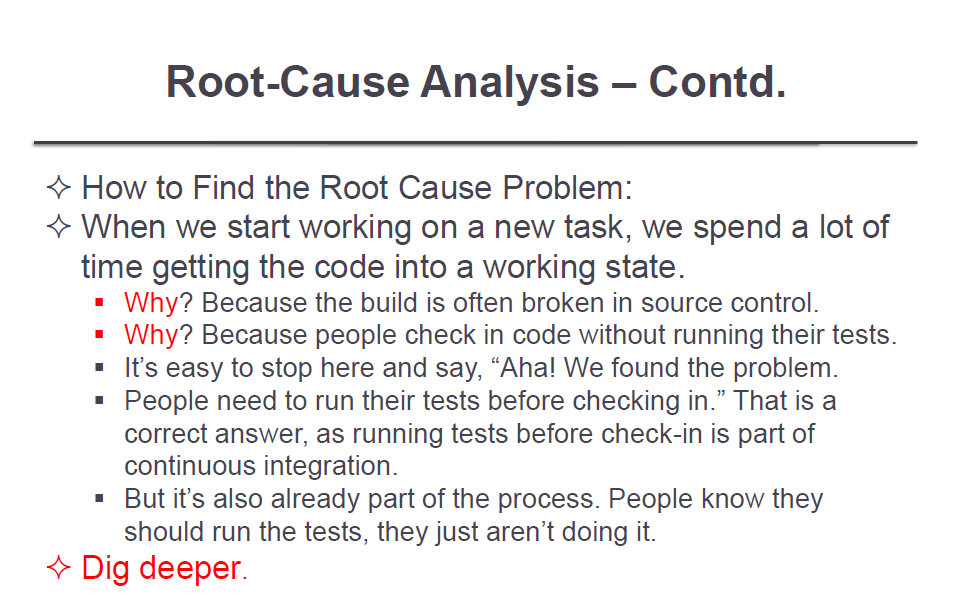 Root-Cause Analysis – Contd.
✧ How to Find the Root Cause Problem:
✧ When we start working on a new task, we spend a lot of
time getting the code into a working state.
▪ Why? Because the build is often broken in source control.
▪ Why? Because people check in code without running their tests.
▪ It’s easy to stop here and say, “Aha! We found the problem.
▪ People need to run their tests before checking in.” That is a
correct answer, as running tests before check-in is part of
continuous integration.
▪ But it’s also already part of the process. People know they
should run the tests, they just aren’t doing it.
✧ Dig deeper.